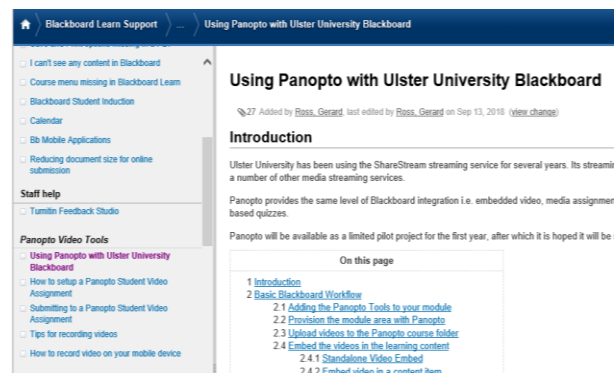 Blackboard Learn Support
...
Using Panopto with Ulster University Blackboard
I can't see any content in Blackboard
Course menu missing in Blackboard Learn
Blackboard Student Induction
Calendar
Bb Mobile Applications
Reducing document size for online
submission
Staff help
Turnitin Feedback Studio
Panopto Video Tools
Using Panopto with Ulster University
Blackboard
How to setup a Panopto Student Video
Assignment
Submitting to a Panopto Student Video
Assignment
Tips for recording videos
How to record video on your mobile device
Using Panopto with Ulster University Blackboard
27 Added by Ross, Gerard, last edited by Ross, Gerard on Sep 13, 2018 (view change)
Introduction
Ulster University has been using the ShareStream streaming service for several years. Its streami
a number of other media streaming services.
Panopto provides the same level of Blackboard integration i.e. embedded video, media assignmen
based quizzes.
Panopto will be available as a limited pilot project for the first year, after which it is hoped it will be
On this page
1 Introduction
2 Basic Blackboard Workflow
2.1 Adding the Panopto Tools to your module
2.2 Provision the module area with Panopto
2.3 Upload videos to the Panopto course folder
2.4 Embed the videos in the learning content
2.4.1 Standalone Video Embed
2.4.2 Embed video in a content item